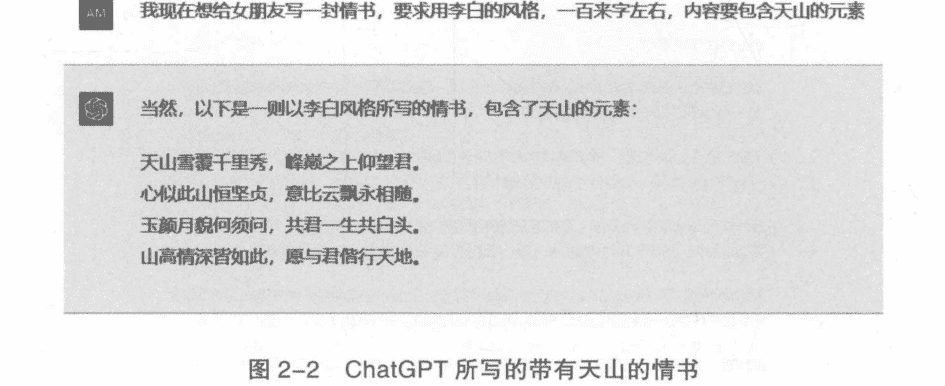 AM 我现在想给女朋友写一封情书，要求用李白的风格，一百来字左右，内容要包含天山的元素
当然，以下是一则以李白风格所写的情书，包含了天山的元素：
天山雪覆千里秀，峰巅之上仰望君。
心似此山恒坚贞，意比云飘永相随。
玉颜月貌何须问，共君一生共白头。
山高情深皆如此，愿与君偕行天地。
图 2-2 ChatGPT 所写的带有天山的情书